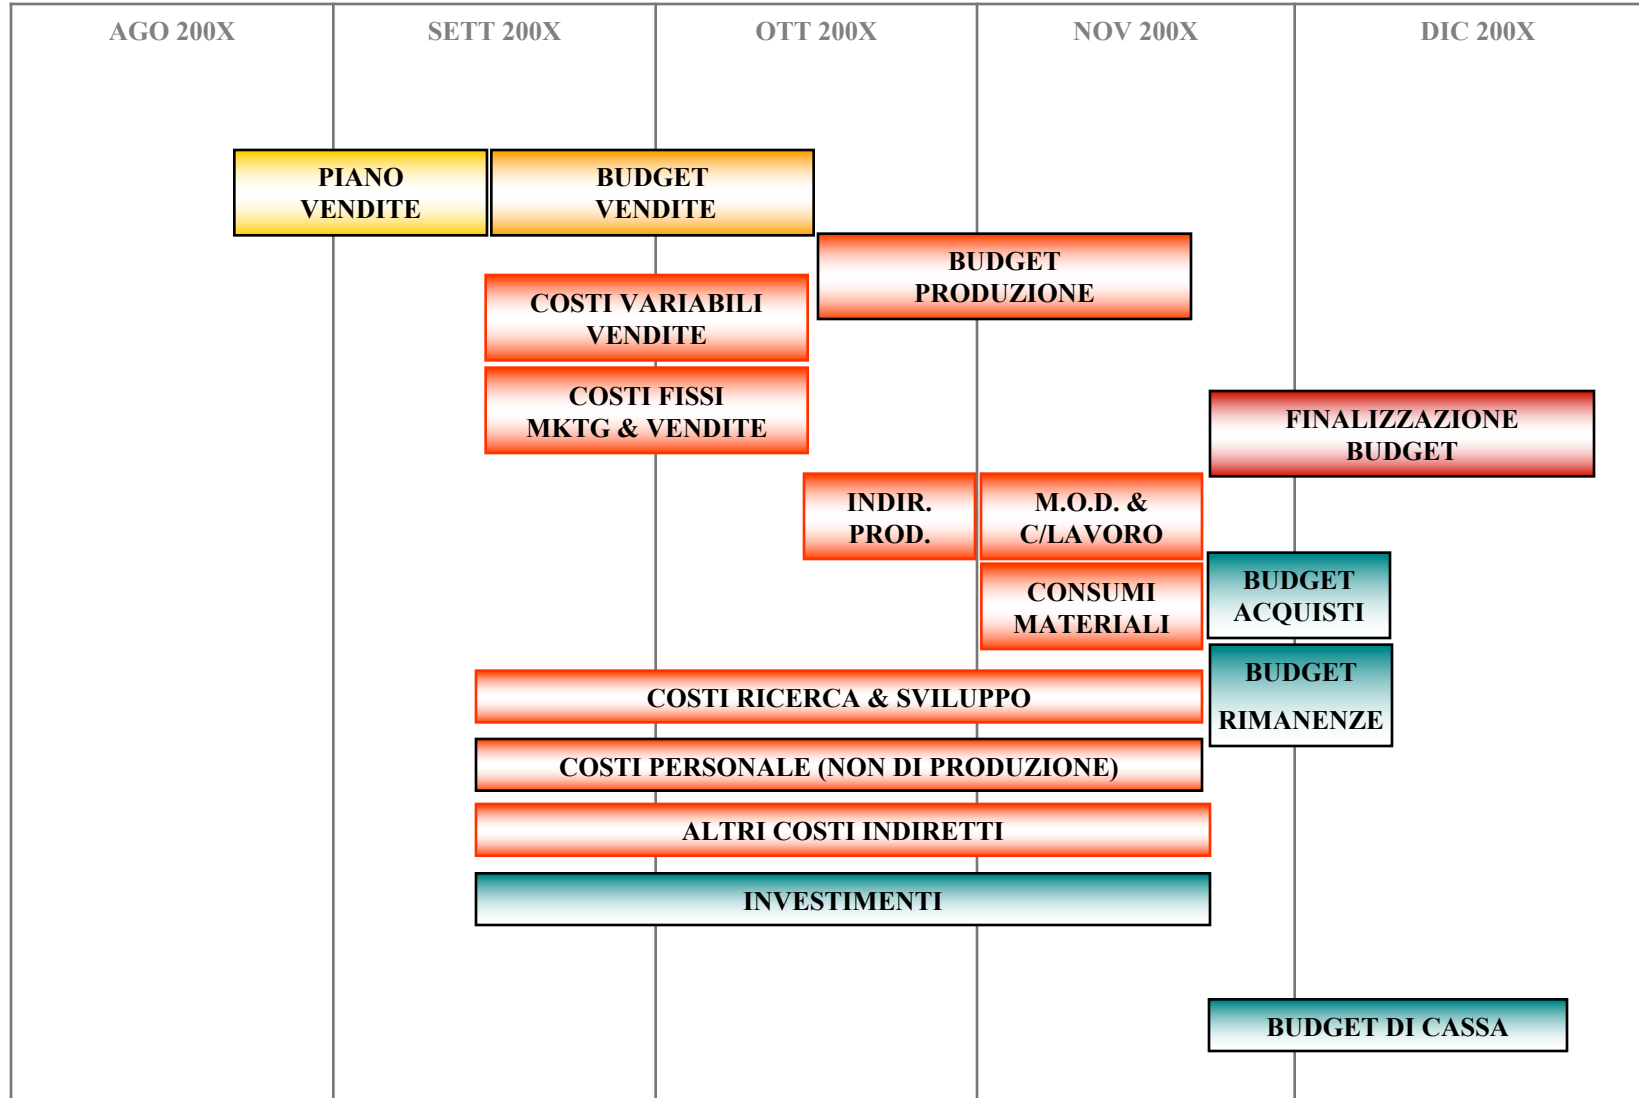 AGO 200X
SETT 200X
OTT 200X
NOV 200X
DIC 200X
PIANO
VENDITE
BUDGET
VENDITE
BUDGET
PRODUZIONE
COSTI VARIABILI
VENDITE
COSTI FISSI
MKTG & VENDITE
FINALIZZAZIONE
BUDGET
INDIR.
PROD.
M.O.D. &
C/LAVORO
CONSUMI
MATERIALI
BUDGET
ACQUISTI
BUDGET
RIMANENZE
COSTI RICERCA & SVILUPPO
COSTI PERSONALE (NON DI PRODUZIONE)
ALTRI COSTI INDIRETTI
INVESTIMENTI
BUDGET DI CASSA